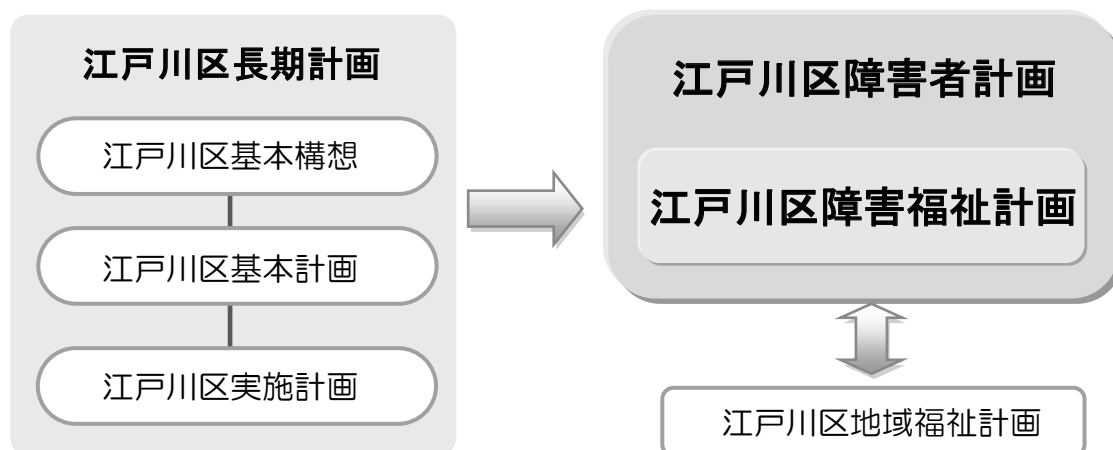 江戸川区長期計画
江戸川区基本構想
江戸川区基本計画
江戸川区実施計画
江戸川区障害者計画
江戸川区障害福祉計画
江戸川区地域福祉計画